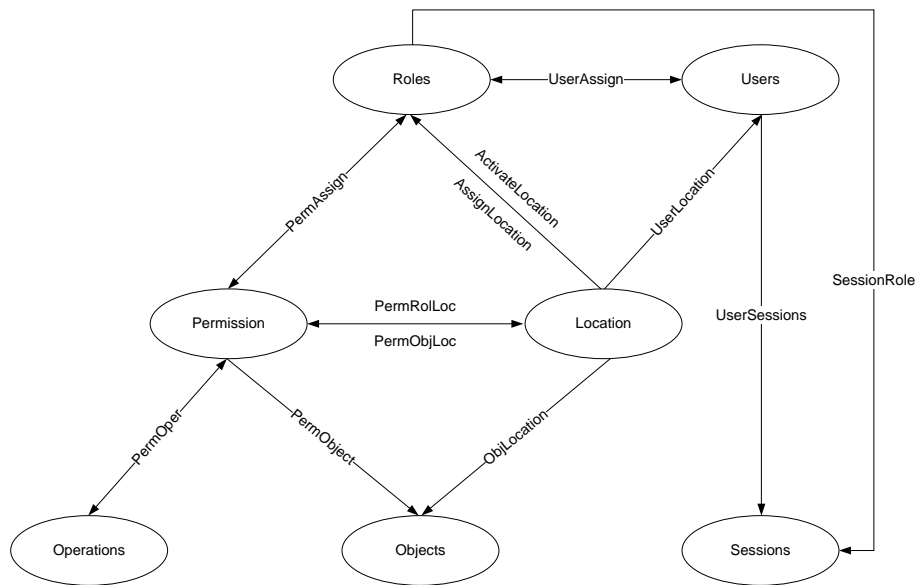 Roles
UserAssign
Users
ActivateLocation
AssignLocation
PermAssign
UserLocation
SessionRole
PermRolLoc
Permission
Location
UserSessions
PermObjLoc
PermOper
PermObject
ObjLocation
Operations
Objects
Sessions